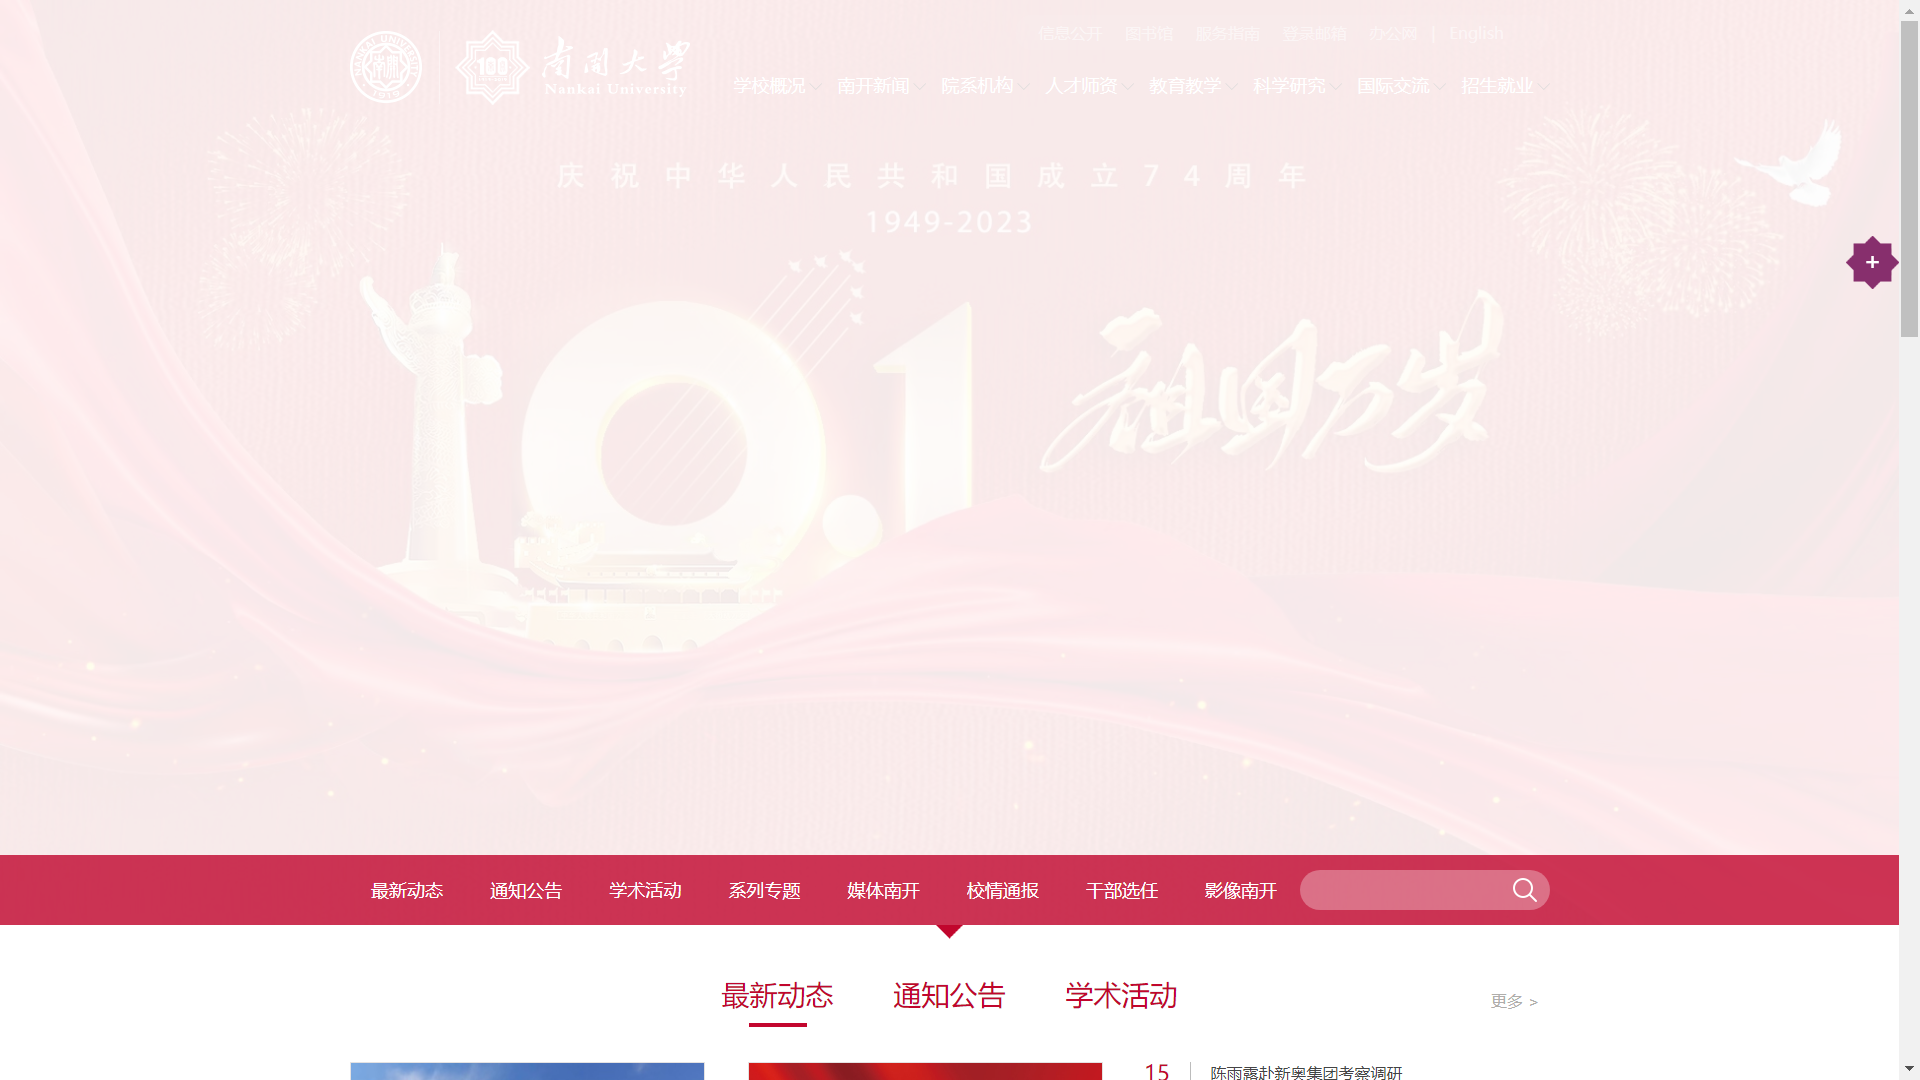 信息公开 图书馆 服务指南 登录邮箱 办公网 | English
NANKAI UNIVERSITY
1919
100
南开大学
Nankai University
学校概况 南开新闻 院系机构 人才师资 教育教学 科学研究 国际交流 招生就业
庆祝中华人民共和国成立74周年
1949-2023
+
10.1
祖国万岁
最新动态 通知公告 学术活动 系列专题 媒体南开 校情通报 干部选任 影像南开
最新动态 通知公告 学术活动
更多 >
15
陈雨露赴新奥集团考察调研